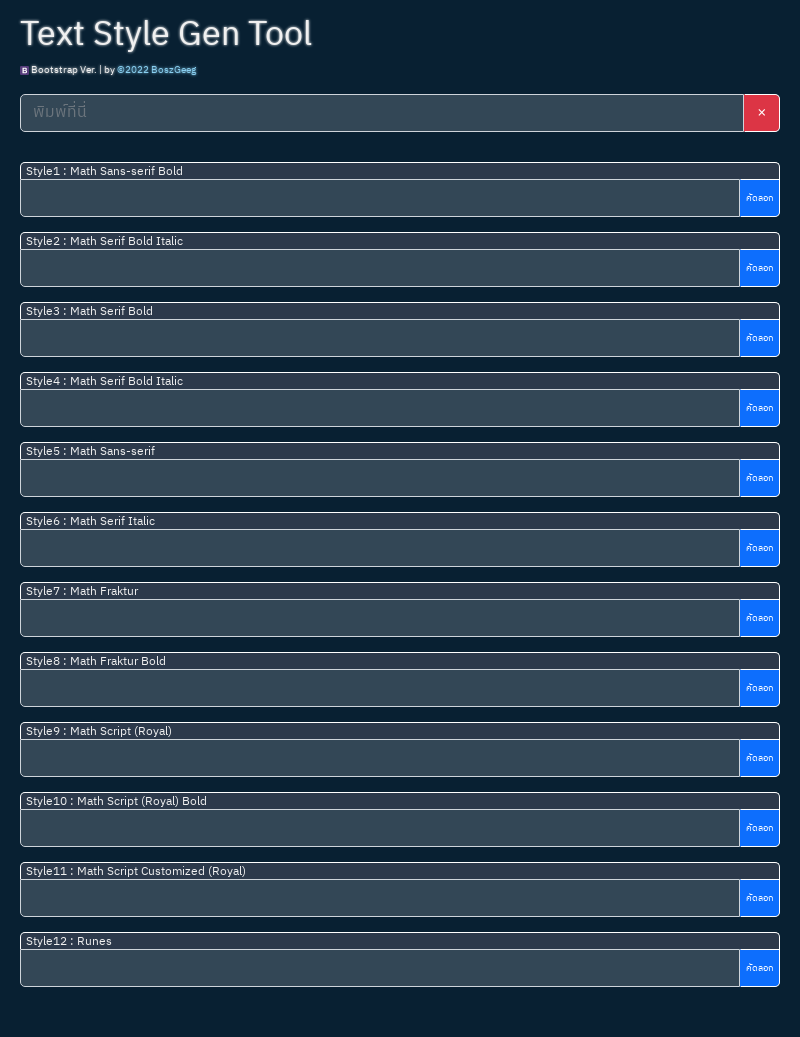 Text Style Gen Tool
B Bootstrap Ver. | by ©2022 BoszGeeg
พิมพ์ที่นี่ ×
Style1 : Math Sans-serif Bold
คัดลอก
Style2 : Math Serif Bold Italic
คัดลอก
Style3 : Math Serif Bold
คัดลอก
Style4 : Math Serif Bold Italic
คัดลอก
Style5 : Math Sans-serif
คัดลอก
Style6 : Math Serif Italic
คัดลอก
Style7 : Math Fraktur
คัดลอก
Style8 : Math Fraktur Bold
คัดลอก
Style9 : Math Script (Royal)
คัดลอก
Style10 : Math Script (Royal) Bold
คัดลอก
Style11 : Math Script Customized (Royal)
คัดลอก
Style12 : Runes
คัดลอก